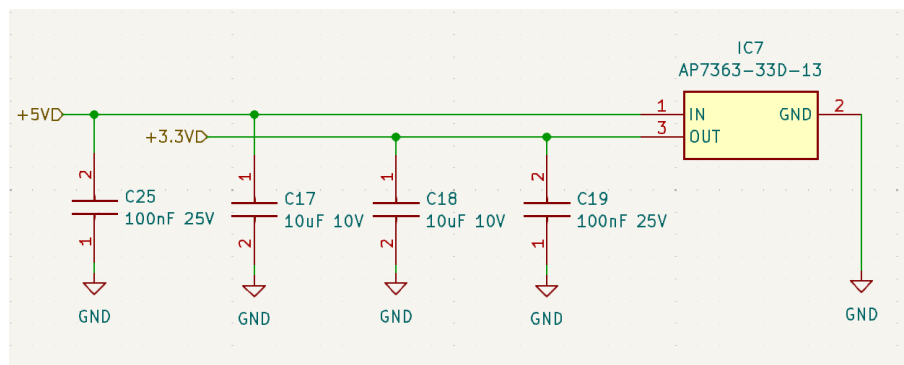 IC7
AP7363-33D-13
+5V
1
IN
GND
2
+3.3V
3
OUT
2
1
1
2
C25
100nF 25V
C17
10uF 10V
C18
10uF 10V
C19
100nF 25V
1
2
2
1
GND
GND
GND
GND
GND